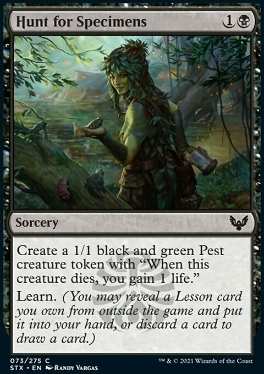 Hunt for Specimens 1
Sorcery
Create a 1/1 black and green Pest
creature token with "When this
creature dies, you gain 1 life."
Learn. (You may reveal a Lesson card
you own from outside the game and put
it into your hand, or discard a card to
draw a card.)
073/275 C
STX • EN RANDY VARGAS
™ & © 2021 Wizards of the Coast